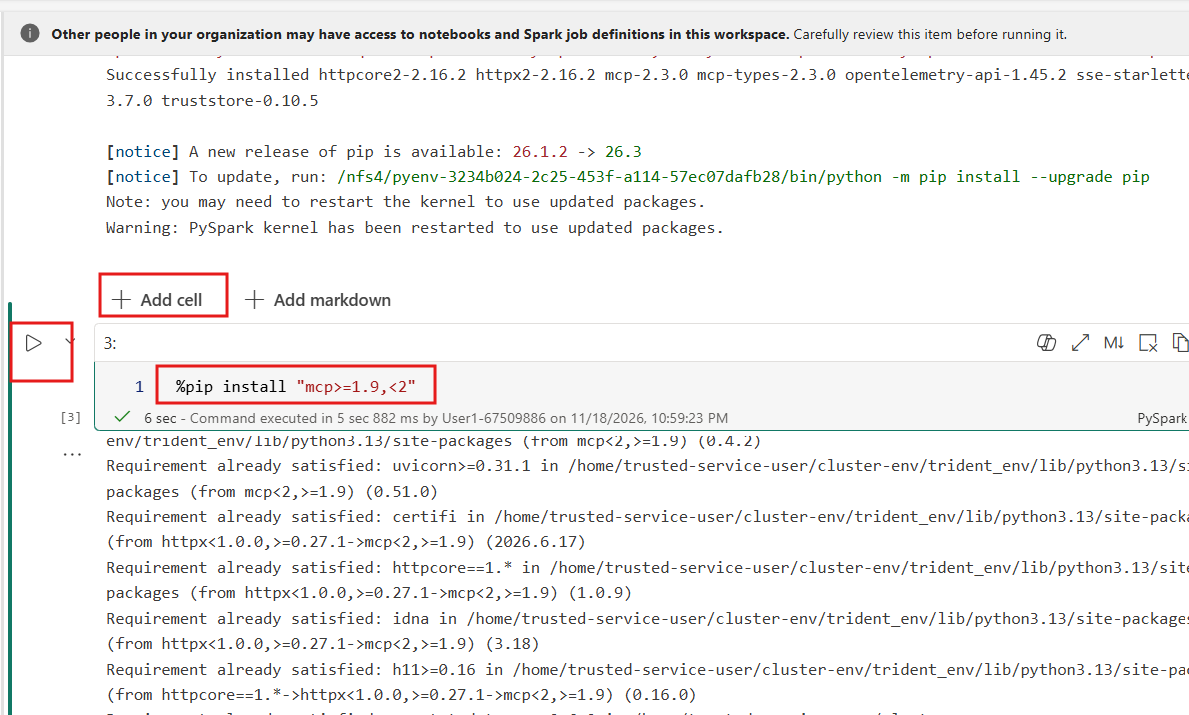 Other people in your organization may have access to notebooks and Spark job definitions in this workspace. Carefully review this item before running it.
Successfully installed httpcore2-2.16.2 httpx2-2.16.2 mcp-2.3.0 mcp-types-2.3.0 opentelemetry-api-1.45.2 sse-starlette
3.7.0 truststore-0.10.5
[notice] A new release of pip is available: 26.1.2 -> 26.3
[notice] To update, run: /nfs4/pyenv-3234b024-2c25-453f-a114-57ec07dafb28/bin/python -m pip install --upgrade pip
Note: you may need to restart the kernel to use updated packages.
Warning: PySpark kernel has been restarted to use updated packages.
Add cell
Add markdown
3:
M↓
1 %pip install "mcp>=1.9,<2"
[3]
6 sec - Command executed in 5 sec 882 ms by User1-67509886 on 11/18/2026, 10:59:23 PM
PySpark
env/trident_env/lib/python3.13/site-packages (from mcp<2,>=1.9) (0.4.2)
Requirement already satisfied: uvicorn>=0.31.1 in /home/trusted-service-user/cluster-env/trident_env/lib/python3.13/si
packages (from mcp<2,>=1.9) (0.51.0)
Requirement already satisfied: certifi in /home/trusted-service-user/cluster-env/trident_env/lib/python3.13/site-packa
(from httpx<1.0.0,>=0.27.1->mcp<2,>=1.9) (2026.6.17)
Requirement already satisfied: httpcore==1.* in /home/trusted-service-user/cluster-env/trident_env/lib/python3.13/site
packages (from httpx<1.0.0,>=0.27.1->mcp<2,>=1.9) (1.0.9)
Requirement already satisfied: idna in /home/trusted-service-user/cluster-env/trident_env/lib/python3.13/site-packages
(from httpx<1.0.0,>=0.27.1->mcp<2,>=1.9) (3.18)
Requirement already satisfied: h11>=0.16 in /home/trusted-service-user/cluster-env/trident_env/lib/python3.13/site-pac
(from httpcore==1.*->httpx<1.0.0,>=0.27.1->mcp<2,>=1.9) (0.16.0)